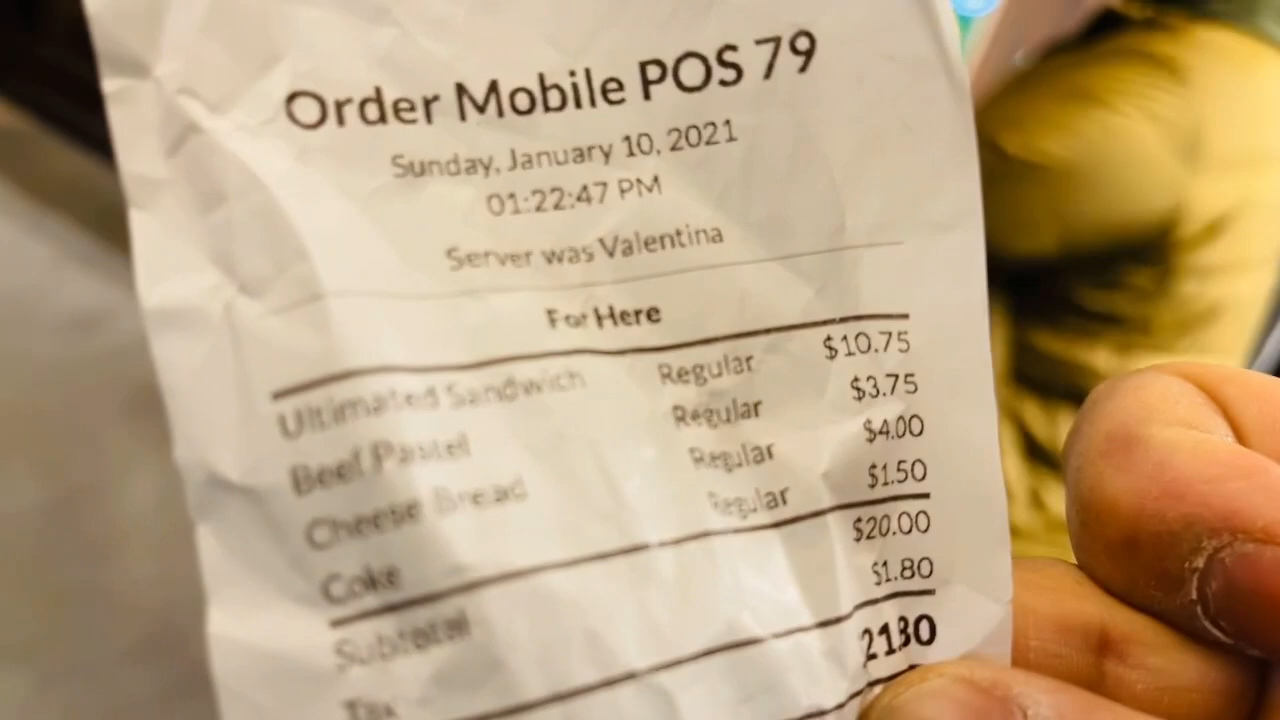 Order Mobile POS 79
Sunday, January 10, 2021
01:22:47 PM
Server was Valentina
For Here
Ultimated Sandwich Regular $10.75
Beef Pastel Regular $3.75
Cheese Bread Regular $4.00
Coke Regular $1.50
Subtotal $20.00
Tax $1.80
2180